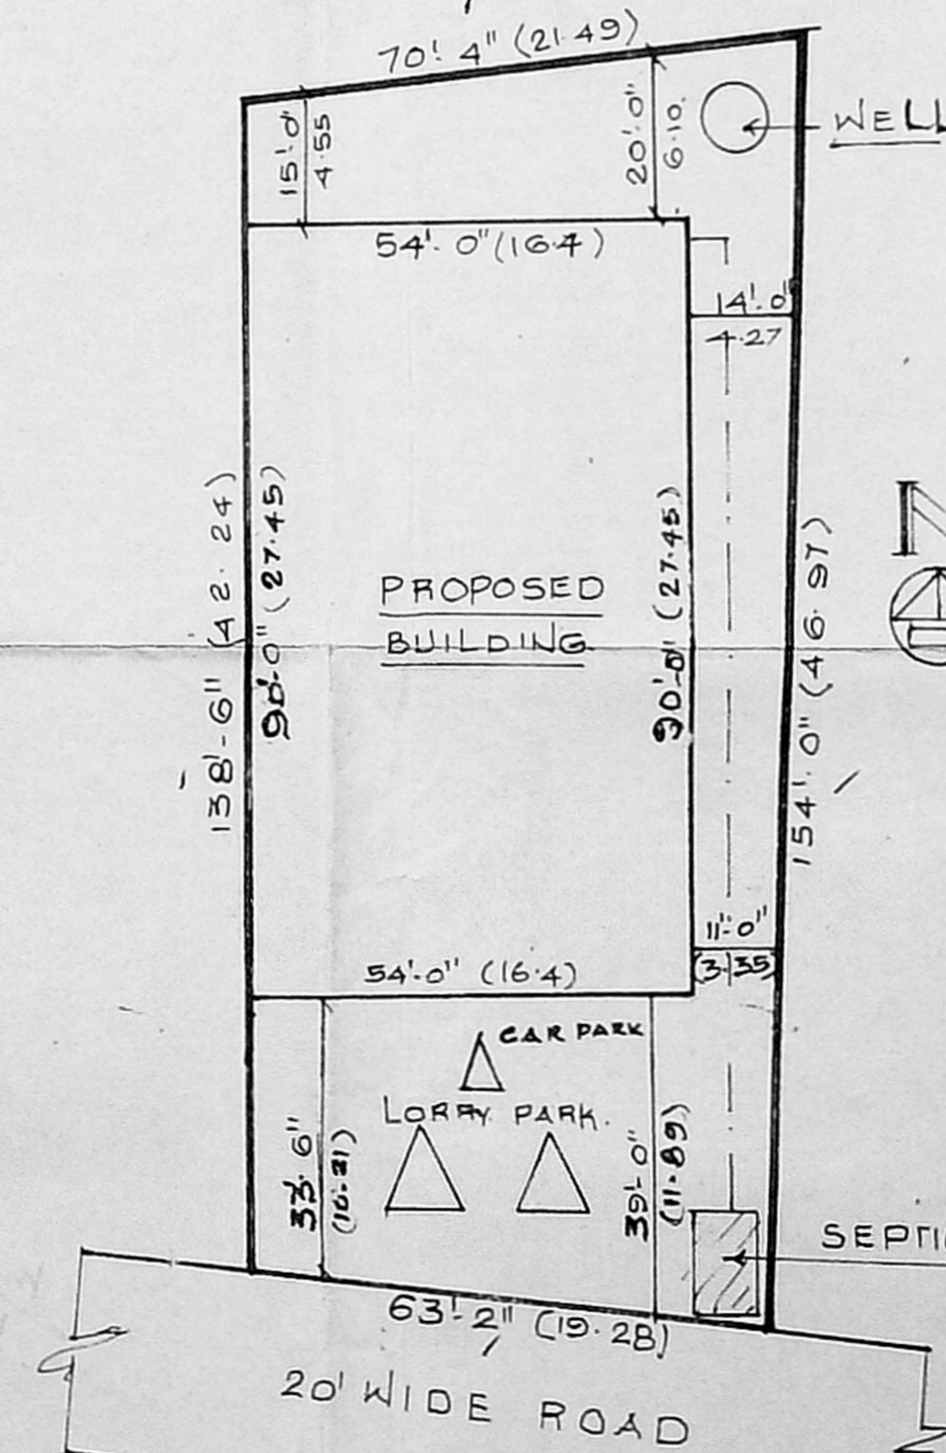 70'.4" (21.49)
15'.0"
4.55
20'.0"
6.10.
WELL
54'.0" (16.4)
14'.0"
4.27
138'-6" (42.24)
90'-0" (27.45)
PROPOSED
BUILDING
90'-0' (27.45)
154'.0" (46.97)
N
11'-0"
(3.35)
54'-0" (16.4)
CAR PARK
LORRY PARK.
33'.6"
39'-0"
(11.89)
SEPTI
63'-2" (19.28)
20' WIDE ROAD